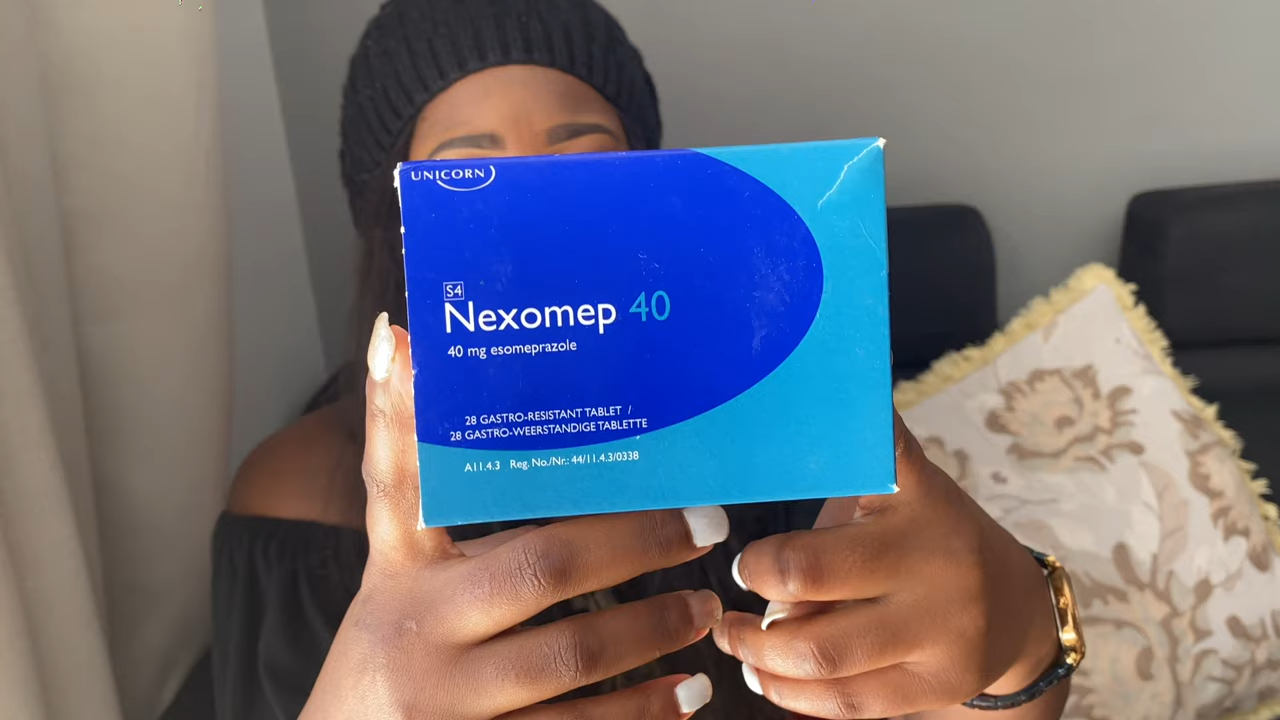 UNICORN
S4
Nexomep 40
40 mg esomeprazole
28 GASTRO-RESISTANT TABLET /
28 GASTRO-WEERSTANDIGE TABLETTE
A11.4.3 Reg. No./Nr.: 44/11.4.3/0338